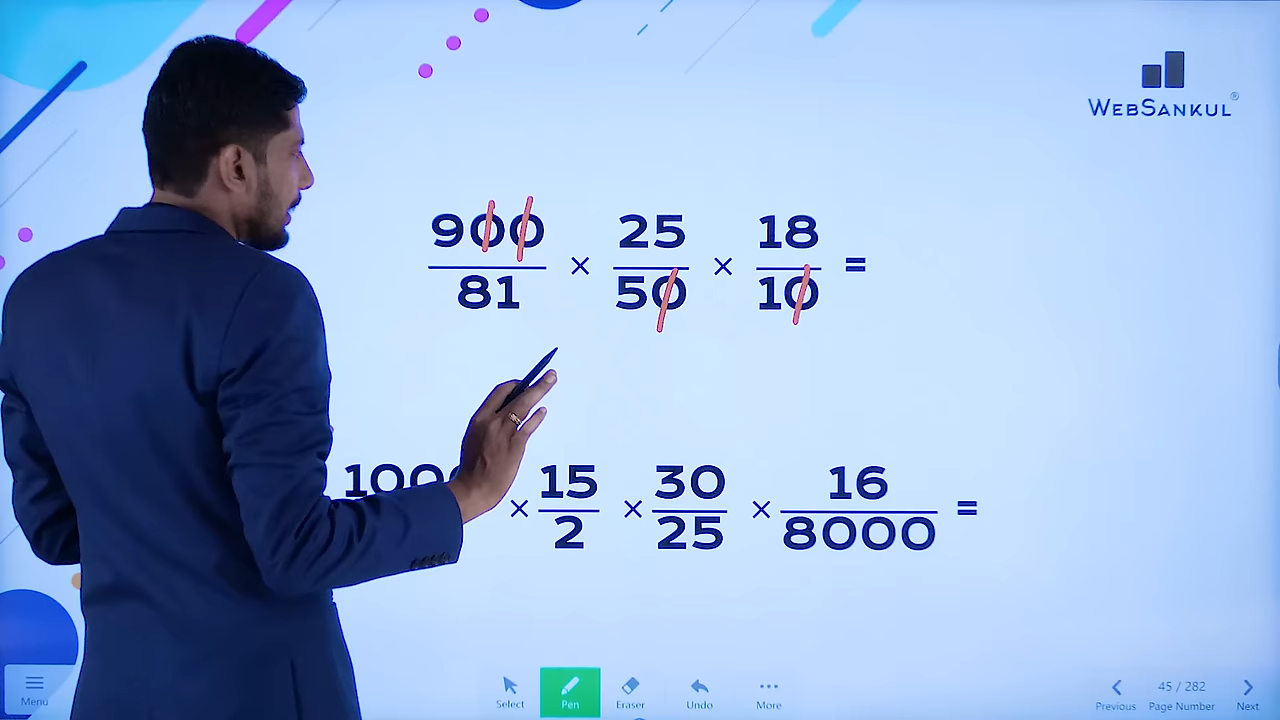 WEBSANKUL®
900/81 × 25/50 × 18/10 =
× 15/2 × 30/25 × 16/8000 =
Menu Select Pen Eraser Undo More Previous 45 / 282 Page Number Next